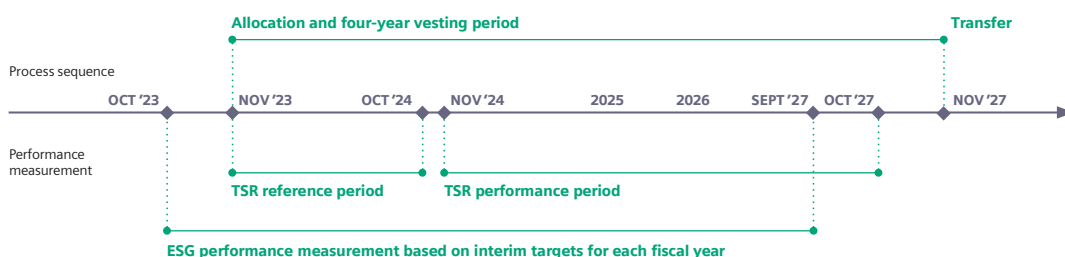 Allocation and four-year vesting period
Transfer
Process sequence
OCT ’23
NOV ’23
OCT ’24
NOV ’24
2025
2026
SEPT ’27
OCT ’27
NOV ’27
Performance
measurement
TSR reference period
TSR performance period
ESG performance measurement based on interim targets for each fiscal year